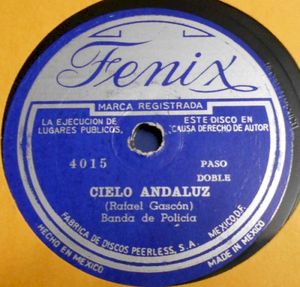 Fenix
MARCA REGISTRADA
LA EJECUCION DE ESTE DISCO EN
LUGARES PUBLICOS, CAUSA DERECHO DE AUTOR
4015
PASO
DOBLE
CIELO ANDALUZ
(Rafael Gascón)
Banda de Policía
FABRICA DE DISCOS PEERLESS, S.A. MEXICO, D.F.
HECHO EN MEXICO
MADE IN MEXICO